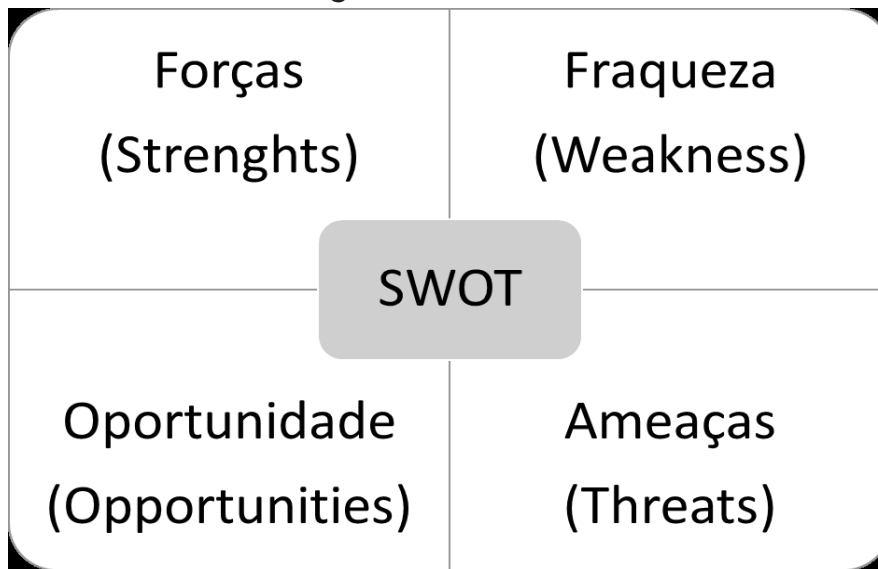 Forças
(Strenghts)
Fraqueza
(Weakness)
SWOT
Oportunidade
(Opportunities)
Ameaças
(Threats)